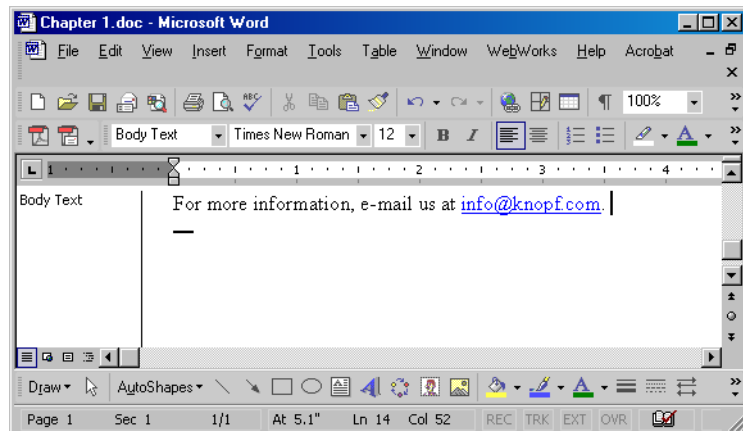 Chapter 1.doc - Microsoft Word
File Edit View Insert Format Tools Table Window WebWorks Help Acrobat
100%
Body Text Times New Roman 12 B I
1 1 2 3 4
Body Text For more information, e-mail us at info@knopf.com.
Draw AutoShapes
Page 1 Sec 1 1/1 At 5.1" Ln 14 Col 52 REC TRK EXT OVR